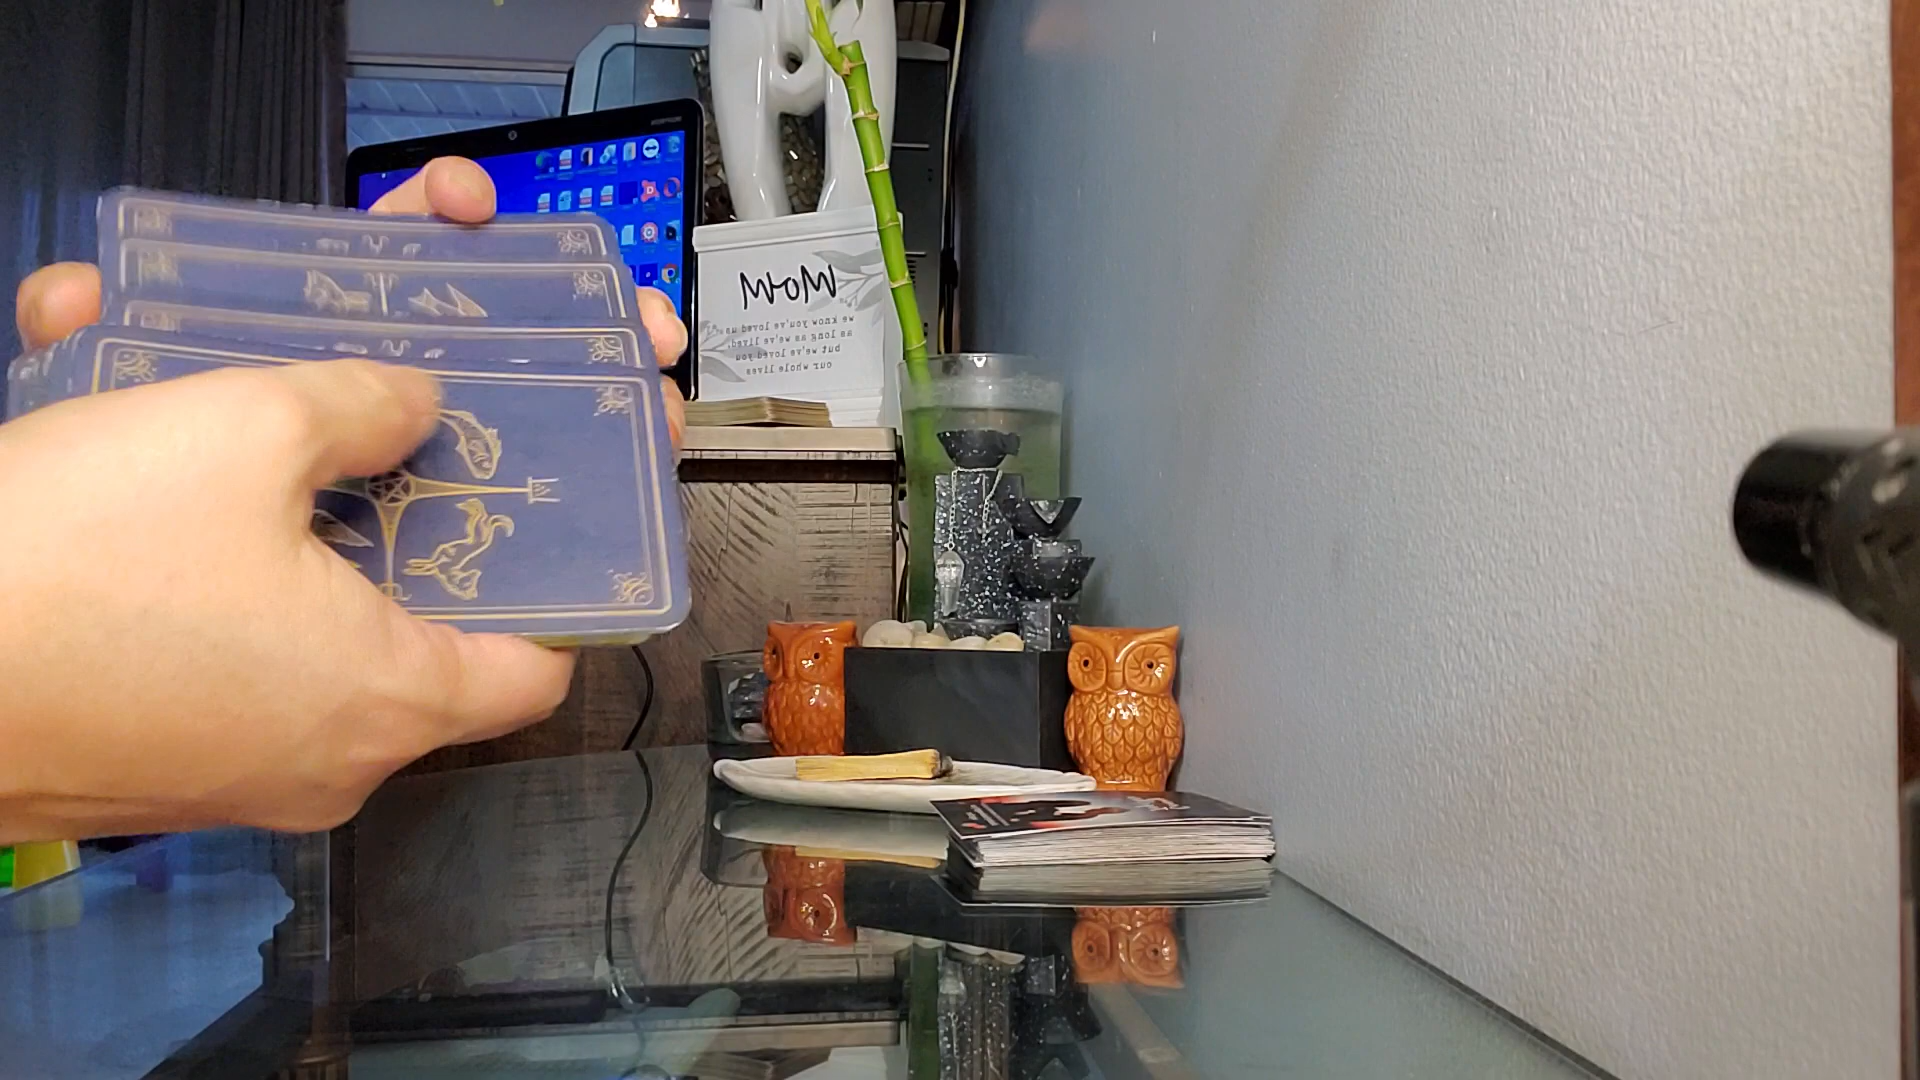 Mom
we know you've loved us
as long as we've lived,
but we've loved you
our whole lives